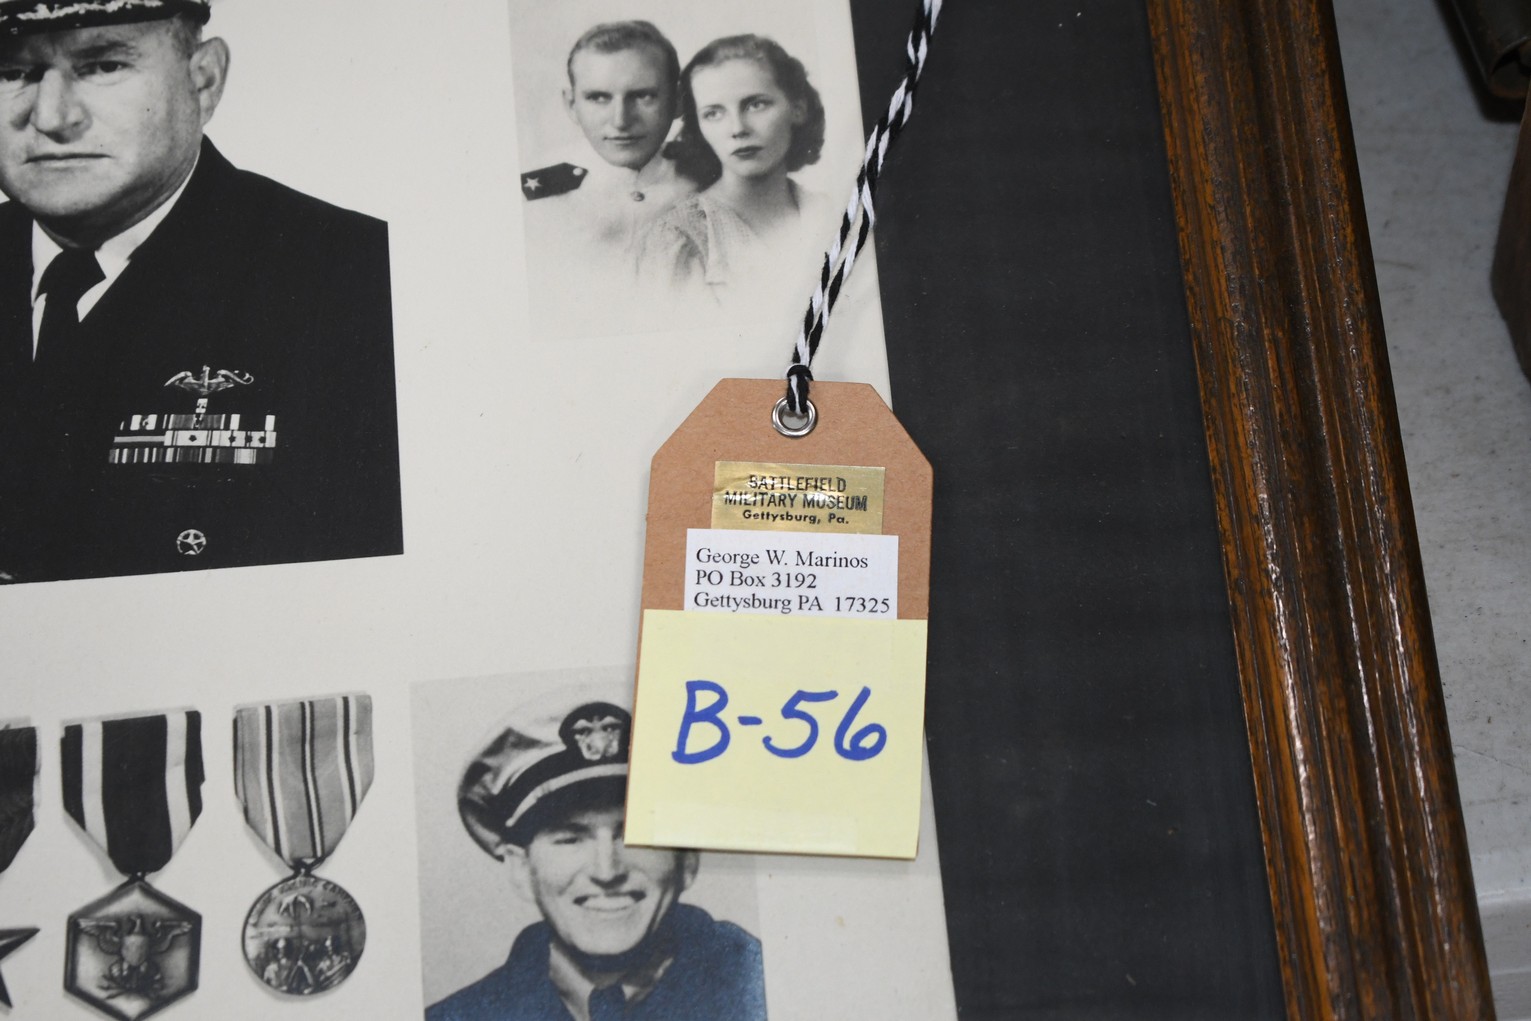 BATTLEFIELD
MILITARY MUSEUM
Gettysburg, Pa.
George W. Marinos
PO Box 3192
Gettysburg PA 17325
B-56